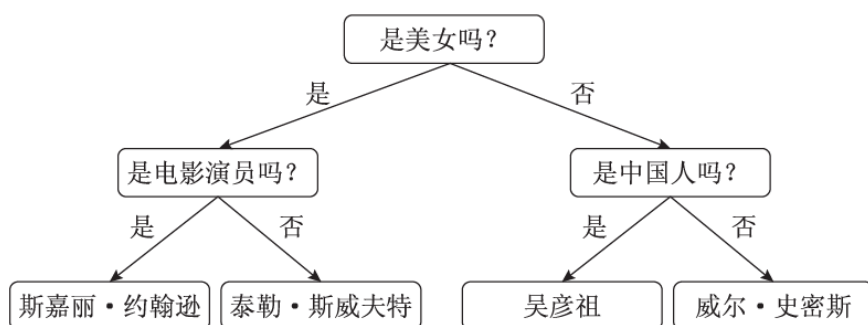 是美女吗？
是
否
是电影演员吗？
是中国人吗？
是
否
是
否
斯嘉丽·约翰逊
泰勒·斯威夫特
吴彦祖
威尔·史密斯